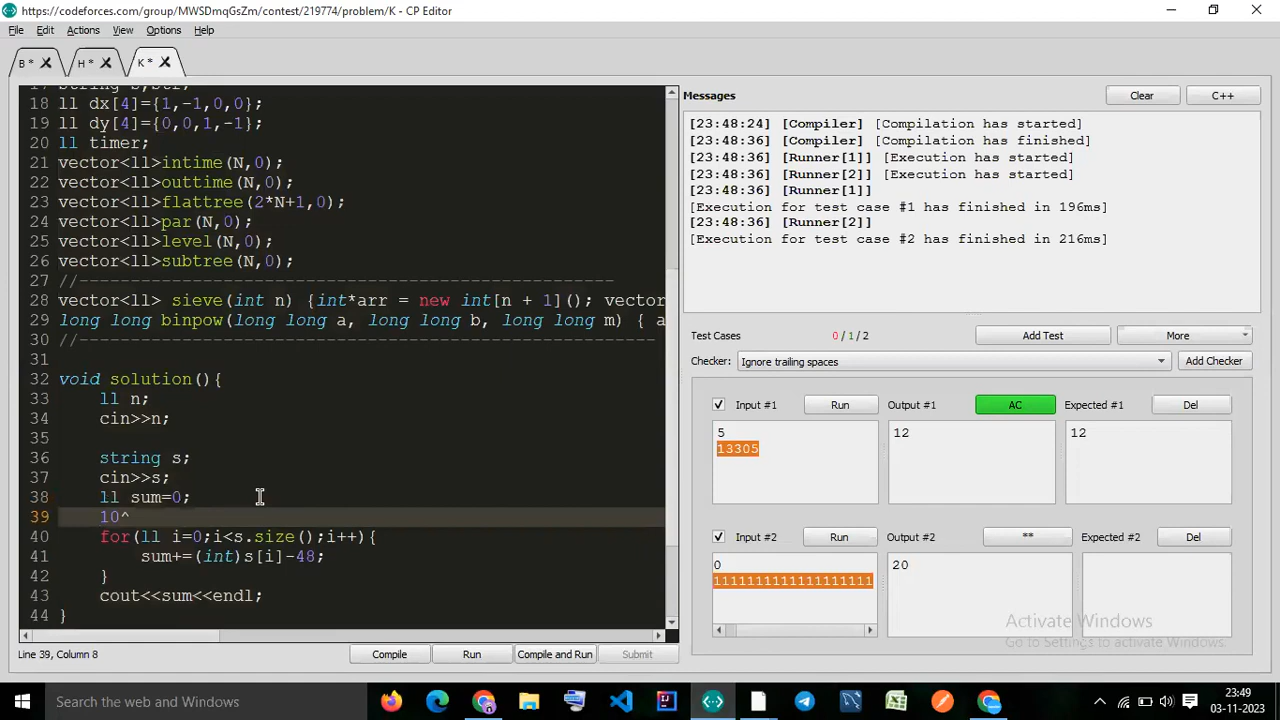 https://codeforces.com/group/MWSDmqGsZm/contest/219774/problem/K - CP Editor
File Edit Actions View Options Help
B * H * K *
18 ll dx[4]={1,-1,0,0};
19 ll dy[4]={0,0,1,-1};
20 ll timer;
21 vector<ll>intime(N,0);
22 vector<ll>outtime(N,0);
23 vector<ll>flattree(2*N+1,0);
24 vector<ll>par(N,0);
25 vector<ll>level(N,0);
26 vector<ll>subtree(N,0);
27 //----------------------------------------------------
28 vector<ll> sieve(int n) {int*arr = new int[n + 1](); vector
29 long long binpow(long long a, long long b, long long m) { a
30 //--------------------------------------------------------
31
32 void solution(){
33 ll n;
34 cin>>n;
35
36 string s;
37 cin>>s;
38 ll sum=0;
39 10^
40 for(ll i=0;i<s.size();i++){
41 sum+=(int)s[i]-48;
42 }
43 cout<<sum<<endl;
44 }
Line 39, Column 8
Compile Run Compile and Run Submit
Messages Clear C++
[23:48:24] [Compiler] [Compilation has started]
[23:48:36] [Compiler] [Compilation has finished]
[23:48:36] [Runner[1]] [Execution has started]
[23:48:36] [Runner[2]] [Execution has started]
[23:48:36] [Runner[1]]
[Execution for test case #1 has finished in 196ms]
[23:48:36] [Runner[2]]
[Execution for test case #2 has finished in 216ms]
Test Cases 0 / 1 / 2 Add Test More
Checker: Ignore trailing spaces Add Checker
Input #1 Run Output #1 AC Expected #1 Del
5 12 12
13305
Input #2 Run Output #2 ** Expected #2 Del
0 20
11111111111111111111
Activate Windows
Go to Settings to activate Windows.
Search the web and Windows
23:49
03-11-2023